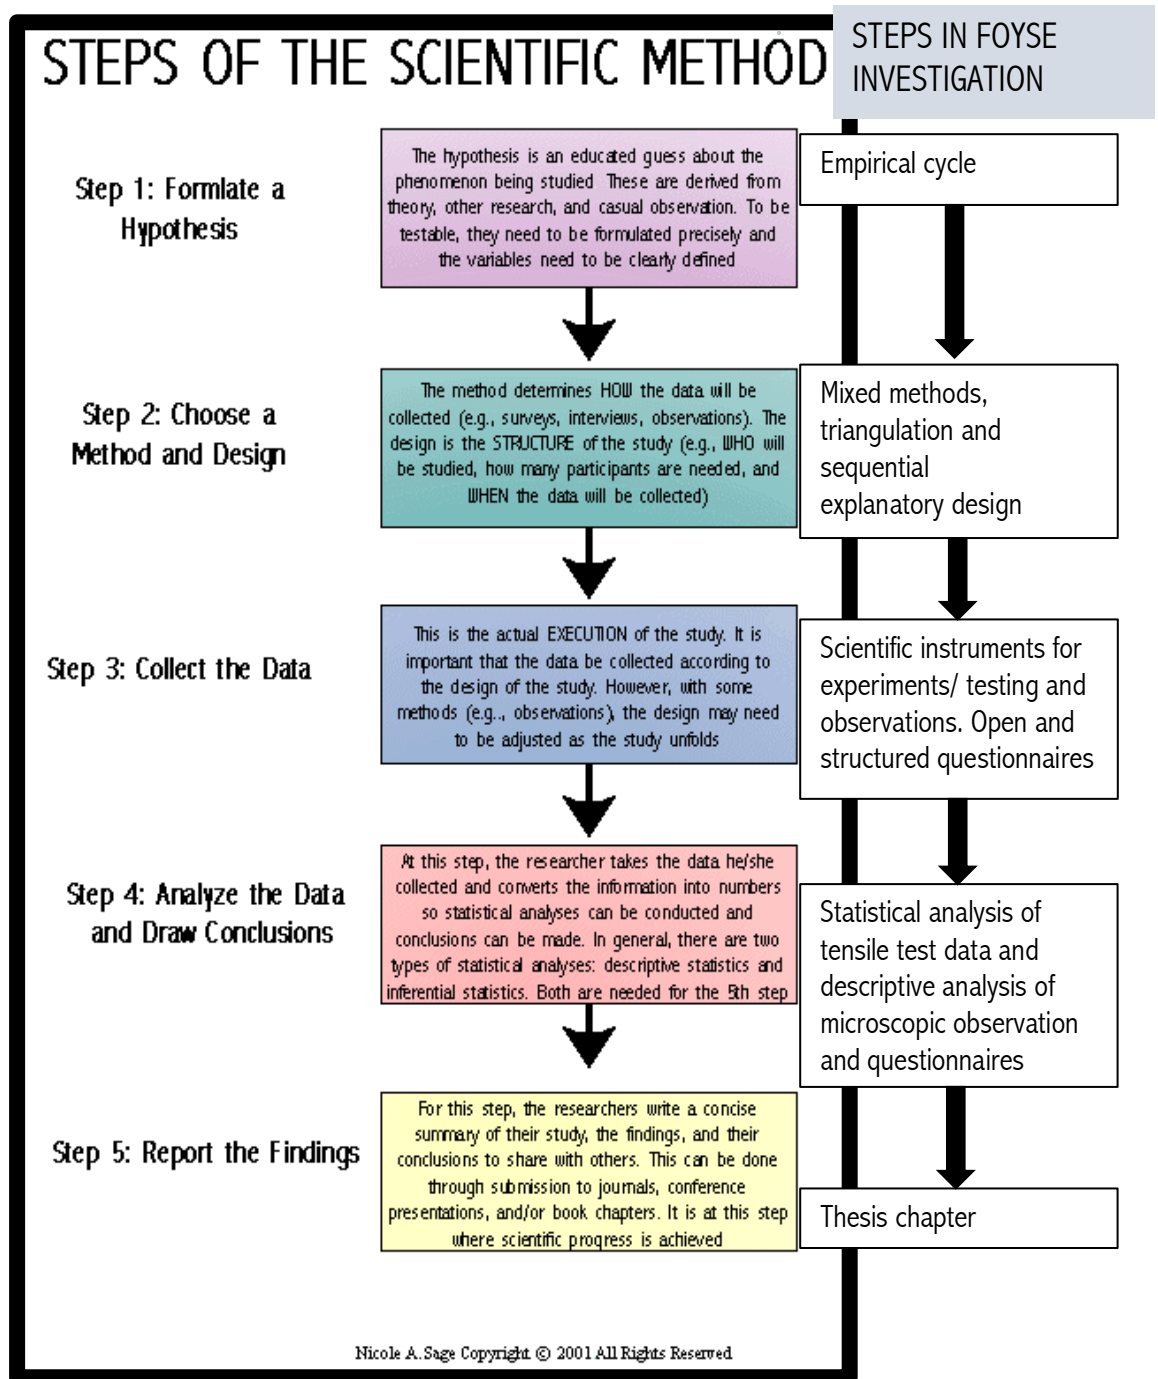 STEPS OF THE SCIENTIFIC METHOD
STEPS IN FOYSE
INVESTIGATION
Step 1: Formlate a
Hypothesis
The hypothesis is an educated guess about the
phenomenon being studied These are derived from
theory, other research, and casual observation. To be
testable, they need to be formulated precisely and
the variables need to be clearly defined
Empirical cycle
Step 2: Choose a
Method and Design
The method determines HOW the data will be
collected (e.g., surveys, interviews, observations). The
design is the STRUCTURE of the study (e.g., WHO will
be studied, how many participants are needed, and
WHEN the data will be collected)
Mixed methods,
triangulation and
sequential
explanatory design
Step 3: Collect the Data
This is the actual EXECUTION of the study. It is
important that the data be collected according to
the design of the study. However, with some
methods (e.g.., observations), the design may need
to be adjusted as the study unfolds
Scientific instruments for
experiments/ testing and
observations. Open and
structured questionnaires
Step 4: Analyze the Data
and Draw Conclusions
At this step, the researcher takes the data he/she
collected and converts the information into numbers
so statistical analyses can be conducted and
conclusions can be made. In general, there are two
types of statistical analyses: descriptive statistics and
inferential statistics. Both are needed for the 5th step
Statistical analysis of
tensile test data and
descriptive analysis of
microscopic observation
and questionnaires
Step 5: Report the Findings
For this step, the researchers write a concise
summary of their study, the findings, and their
conclusions to share with others. This can be done
through submission to journals, conference
presentations, and/or book chapters. It is at this step
where scientific progress is achieved
Thesis chapter
Nicole A. Sage Copyright © 2001 All Rights Reserved